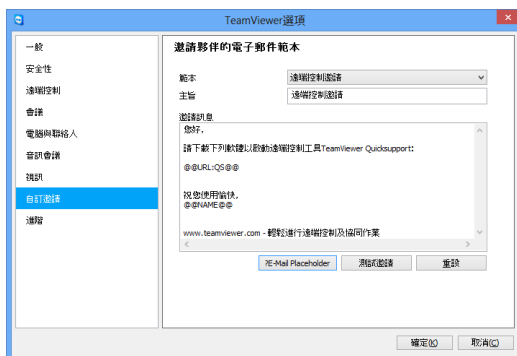 TeamViewer選項
一般
安全性
遠端控制
會議
電腦與聯絡人
音訊會議
視訊
自訂邀請
進階
邀請夥伴的電子郵件範本
範本
遠端控制邀請
主旨
遠端控制邀請
邀請訊息
您好,
請下載下列軟體以啟動遠端控制工具TeamViewer Quicksupport:
@@URL:QS@@
祝您使用愉快,
@@NAME@@
www.teamviewer.com - 輕鬆進行遠端控制及協同作業
?E-Mail Placeholder
測試邀請
重設
確定(K)
取消(C)